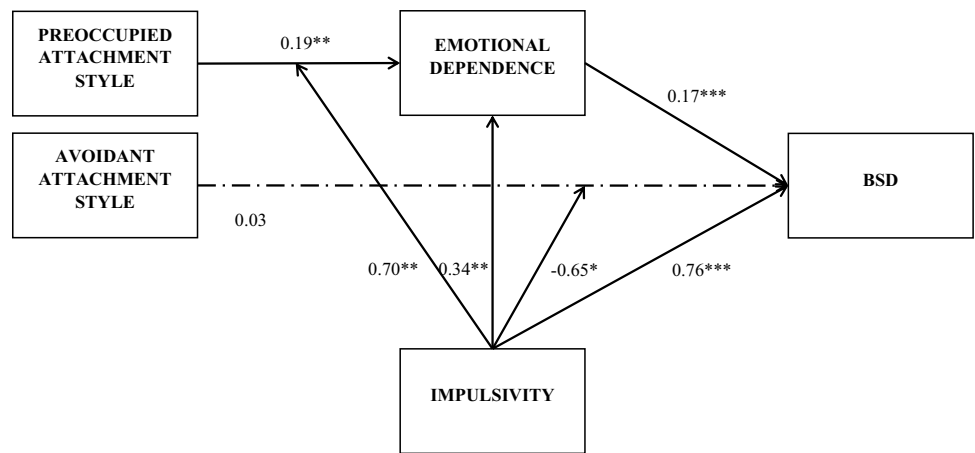 PREOCCUPIED
ATTACHMENT
STYLE
0.19**
EMOTIONAL
DEPENDENCE
0.17***
AVOIDANT
ATTACHMENT
STYLE
BSD
0.03
0.70**
0.34**
-0.65*
0.76***
IMPULSIVITY